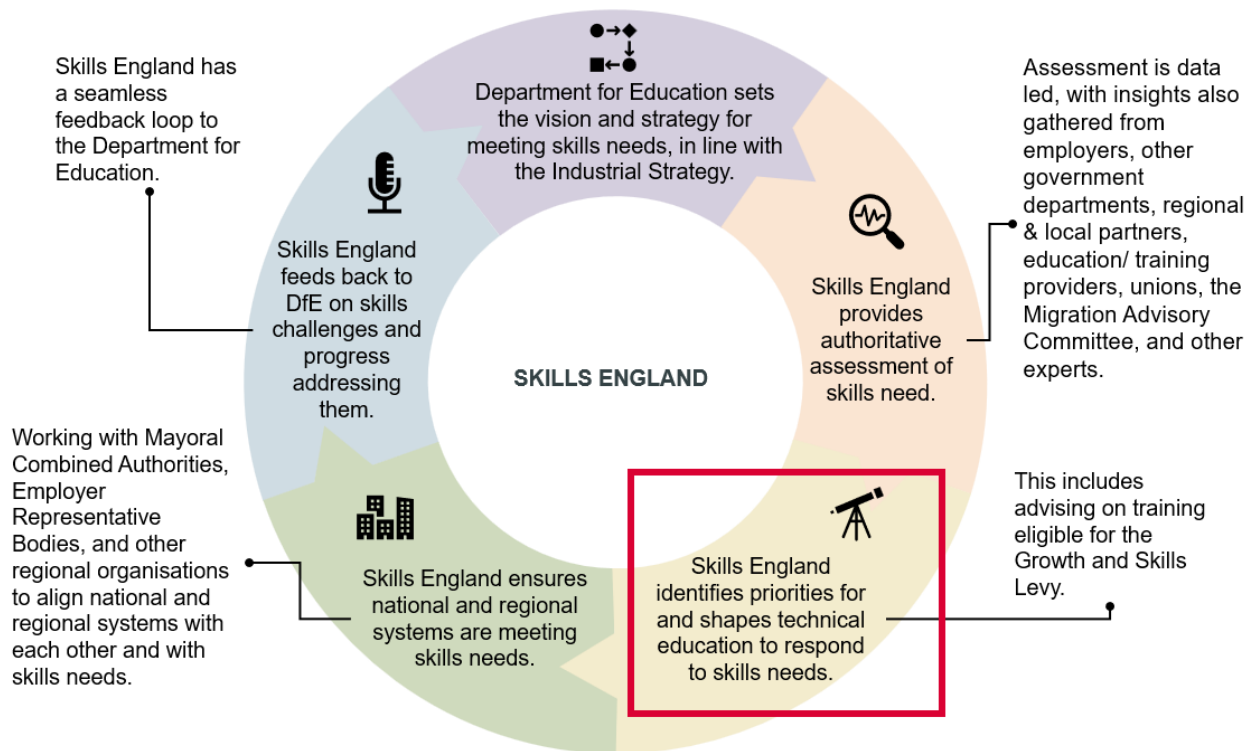 Department for Education sets
the vision and strategy for
meeting skills needs, in line with
the Industrial Strategy.
Skills England
provides
authoritative
assessment of
skills need.
Assessment is data
led, with insights also
gathered from
employers, other
government
departments, regional
& local partners,
education/ training
providers, unions, the
Migration Advisory
Committee, and other
experts.
Skills England
identifies priorities for
and shapes technical
education to respond
to skills needs.
This includes
advising on training
eligible for the
Growth and Skills
Levy.
Skills England ensures
national and regional
systems are meeting
skills needs.
Working with Mayoral
Combined Authorities,
Employer
Representative
Bodies, and other
regional organisations
to align national and
regional systems with
each other and with
skills needs.
Skills England
feeds back to
DfE on skills
challenges and
progress
addressing
them.
Skills England has
a seamless
feedback loop to
the Department for
Education.
SKILLS ENGLAND